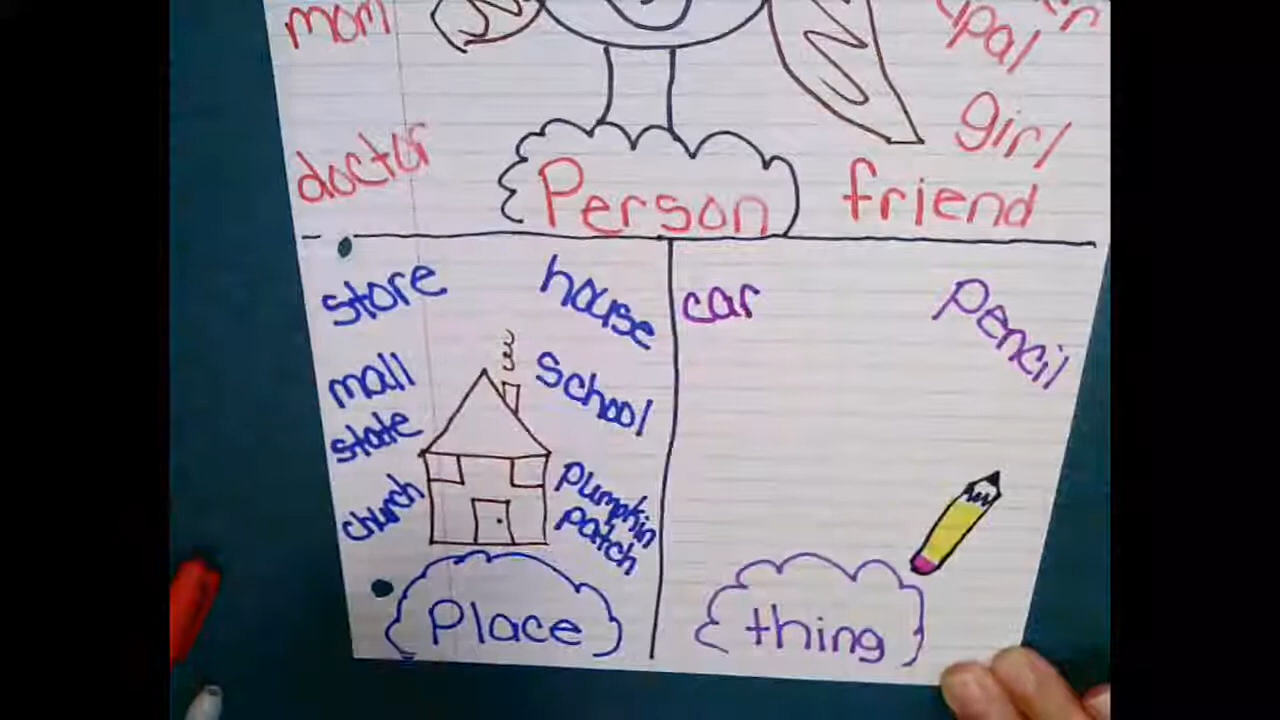 mom
pal
girl
doctor
Person
friend
store
house
mall
school
state
church
pumpkin
patch
Place
car
Pencil
thing